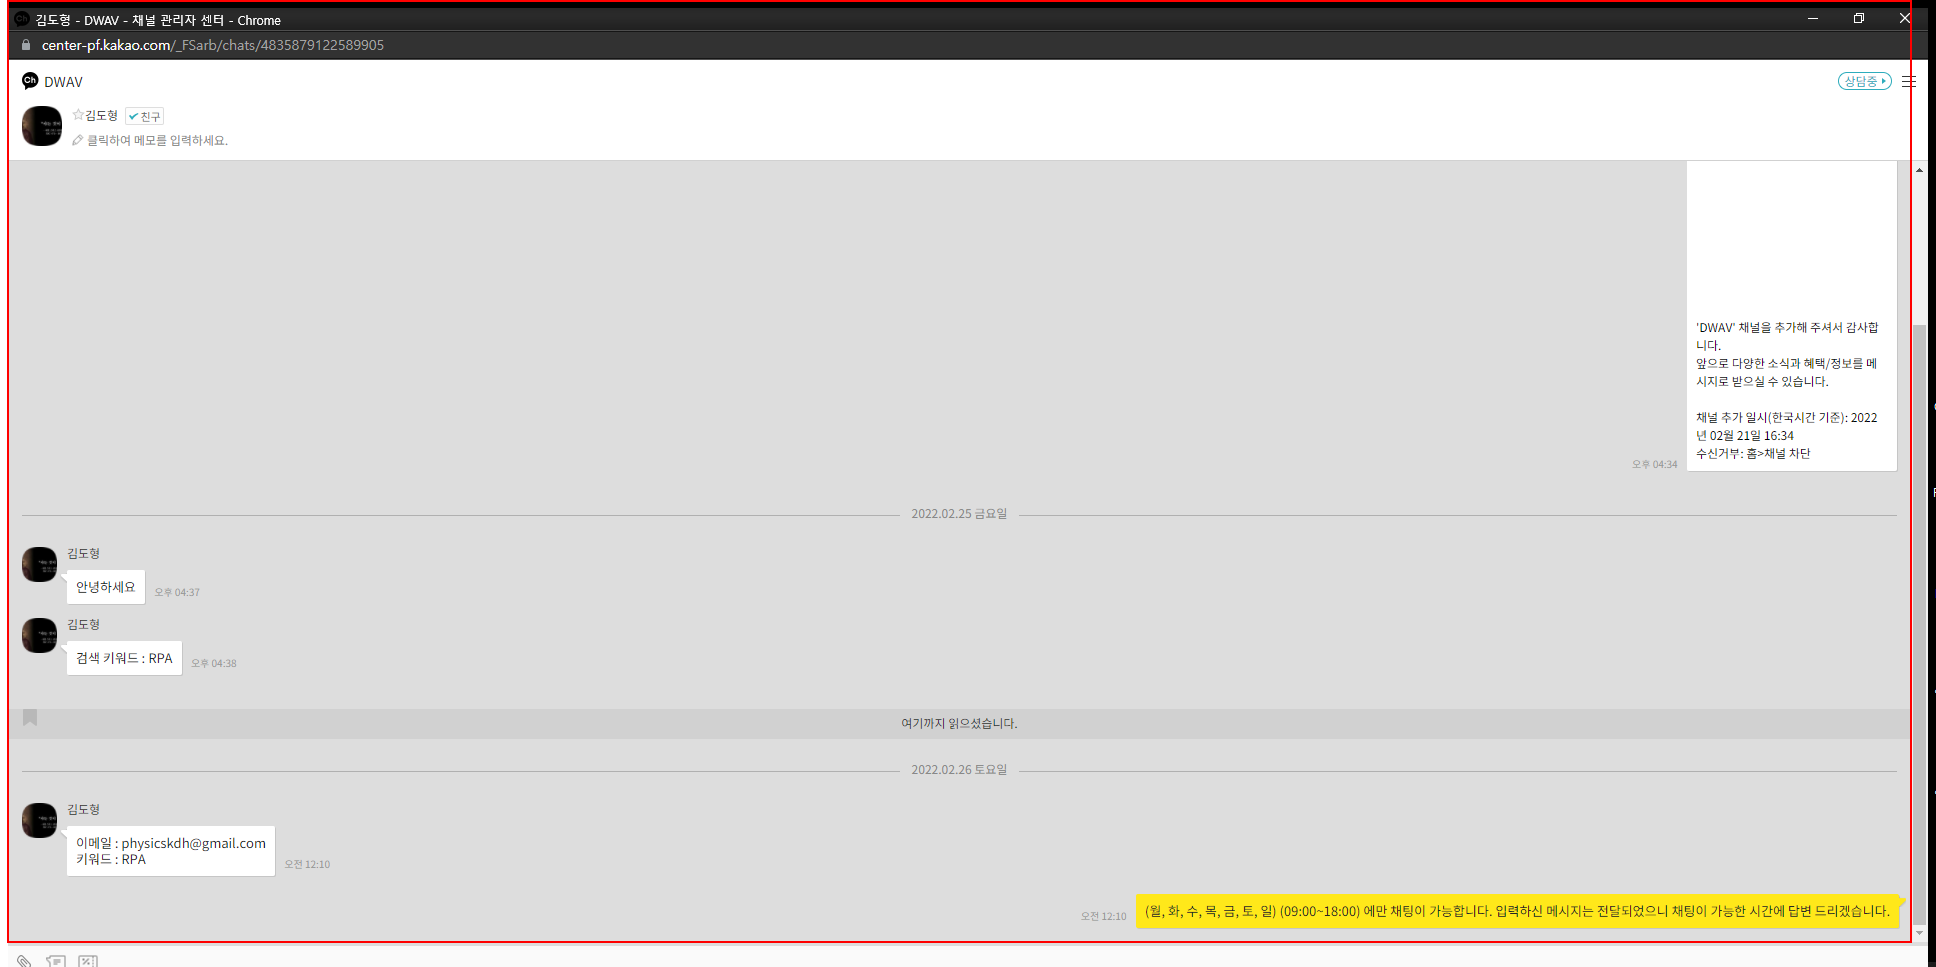 김도형 - DWAV - 채널 관리자 센터 - Chrome
center-pf.kakao.com/_FSarb/chats/4835879122589905
Ch DWAV
상담중
김도형 친구
클릭하여 메모를 입력하세요.
'DWAV' 채널을 추가해 주셔서 감사합
니다.
앞으로 다양한 소식과 혜택/정보를 메
시지로 받으실 수 있습니다.
채널 추가 일시(한국시간 기준): 2022
년 02월 21일 16:34
수신거부: 홈>채널 차단
오후 04:34
2022.02.25 금요일
김도형
안녕하세요
오후 04:37
김도형
검색 키워드 : RPA
오후 04:38
여기까지 읽으셨습니다.
2022.02.26 토요일
김도형
이메일 : physicskdh@gmail.com
키워드 : RPA
오전 12:10
오전 12:10
(월, 화, 수, 목, 금, 토, 일) (09:00~18:00) 에만 채팅이 가능합니다. 입력하신 메시지는 전달되었으니 채팅이 가능한 시간에 답변 드리겠습니다.